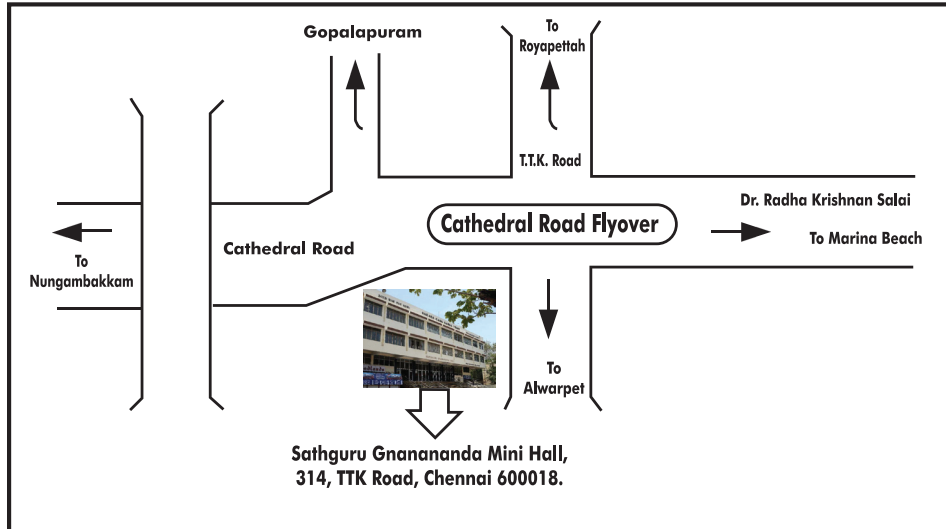 Gopalapuram
To
Royapettah
T.T.K. Road
Dr. Radha Krishnan Salai
Cathedral Road Flyover
To Marina Beach
Cathedral Road
To
Nungambakkam
To
Alwarpet
Sathguru Gnanananda Mini Hall,
314, TTK Road, Chennai 600018.